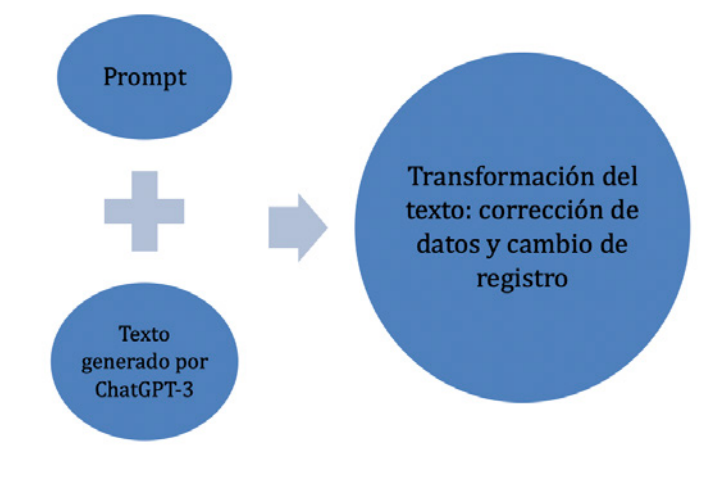 Prompt
Texto
generado por
ChatGPT-3
Transformación del
texto: corrección de
datos y cambio de
registro